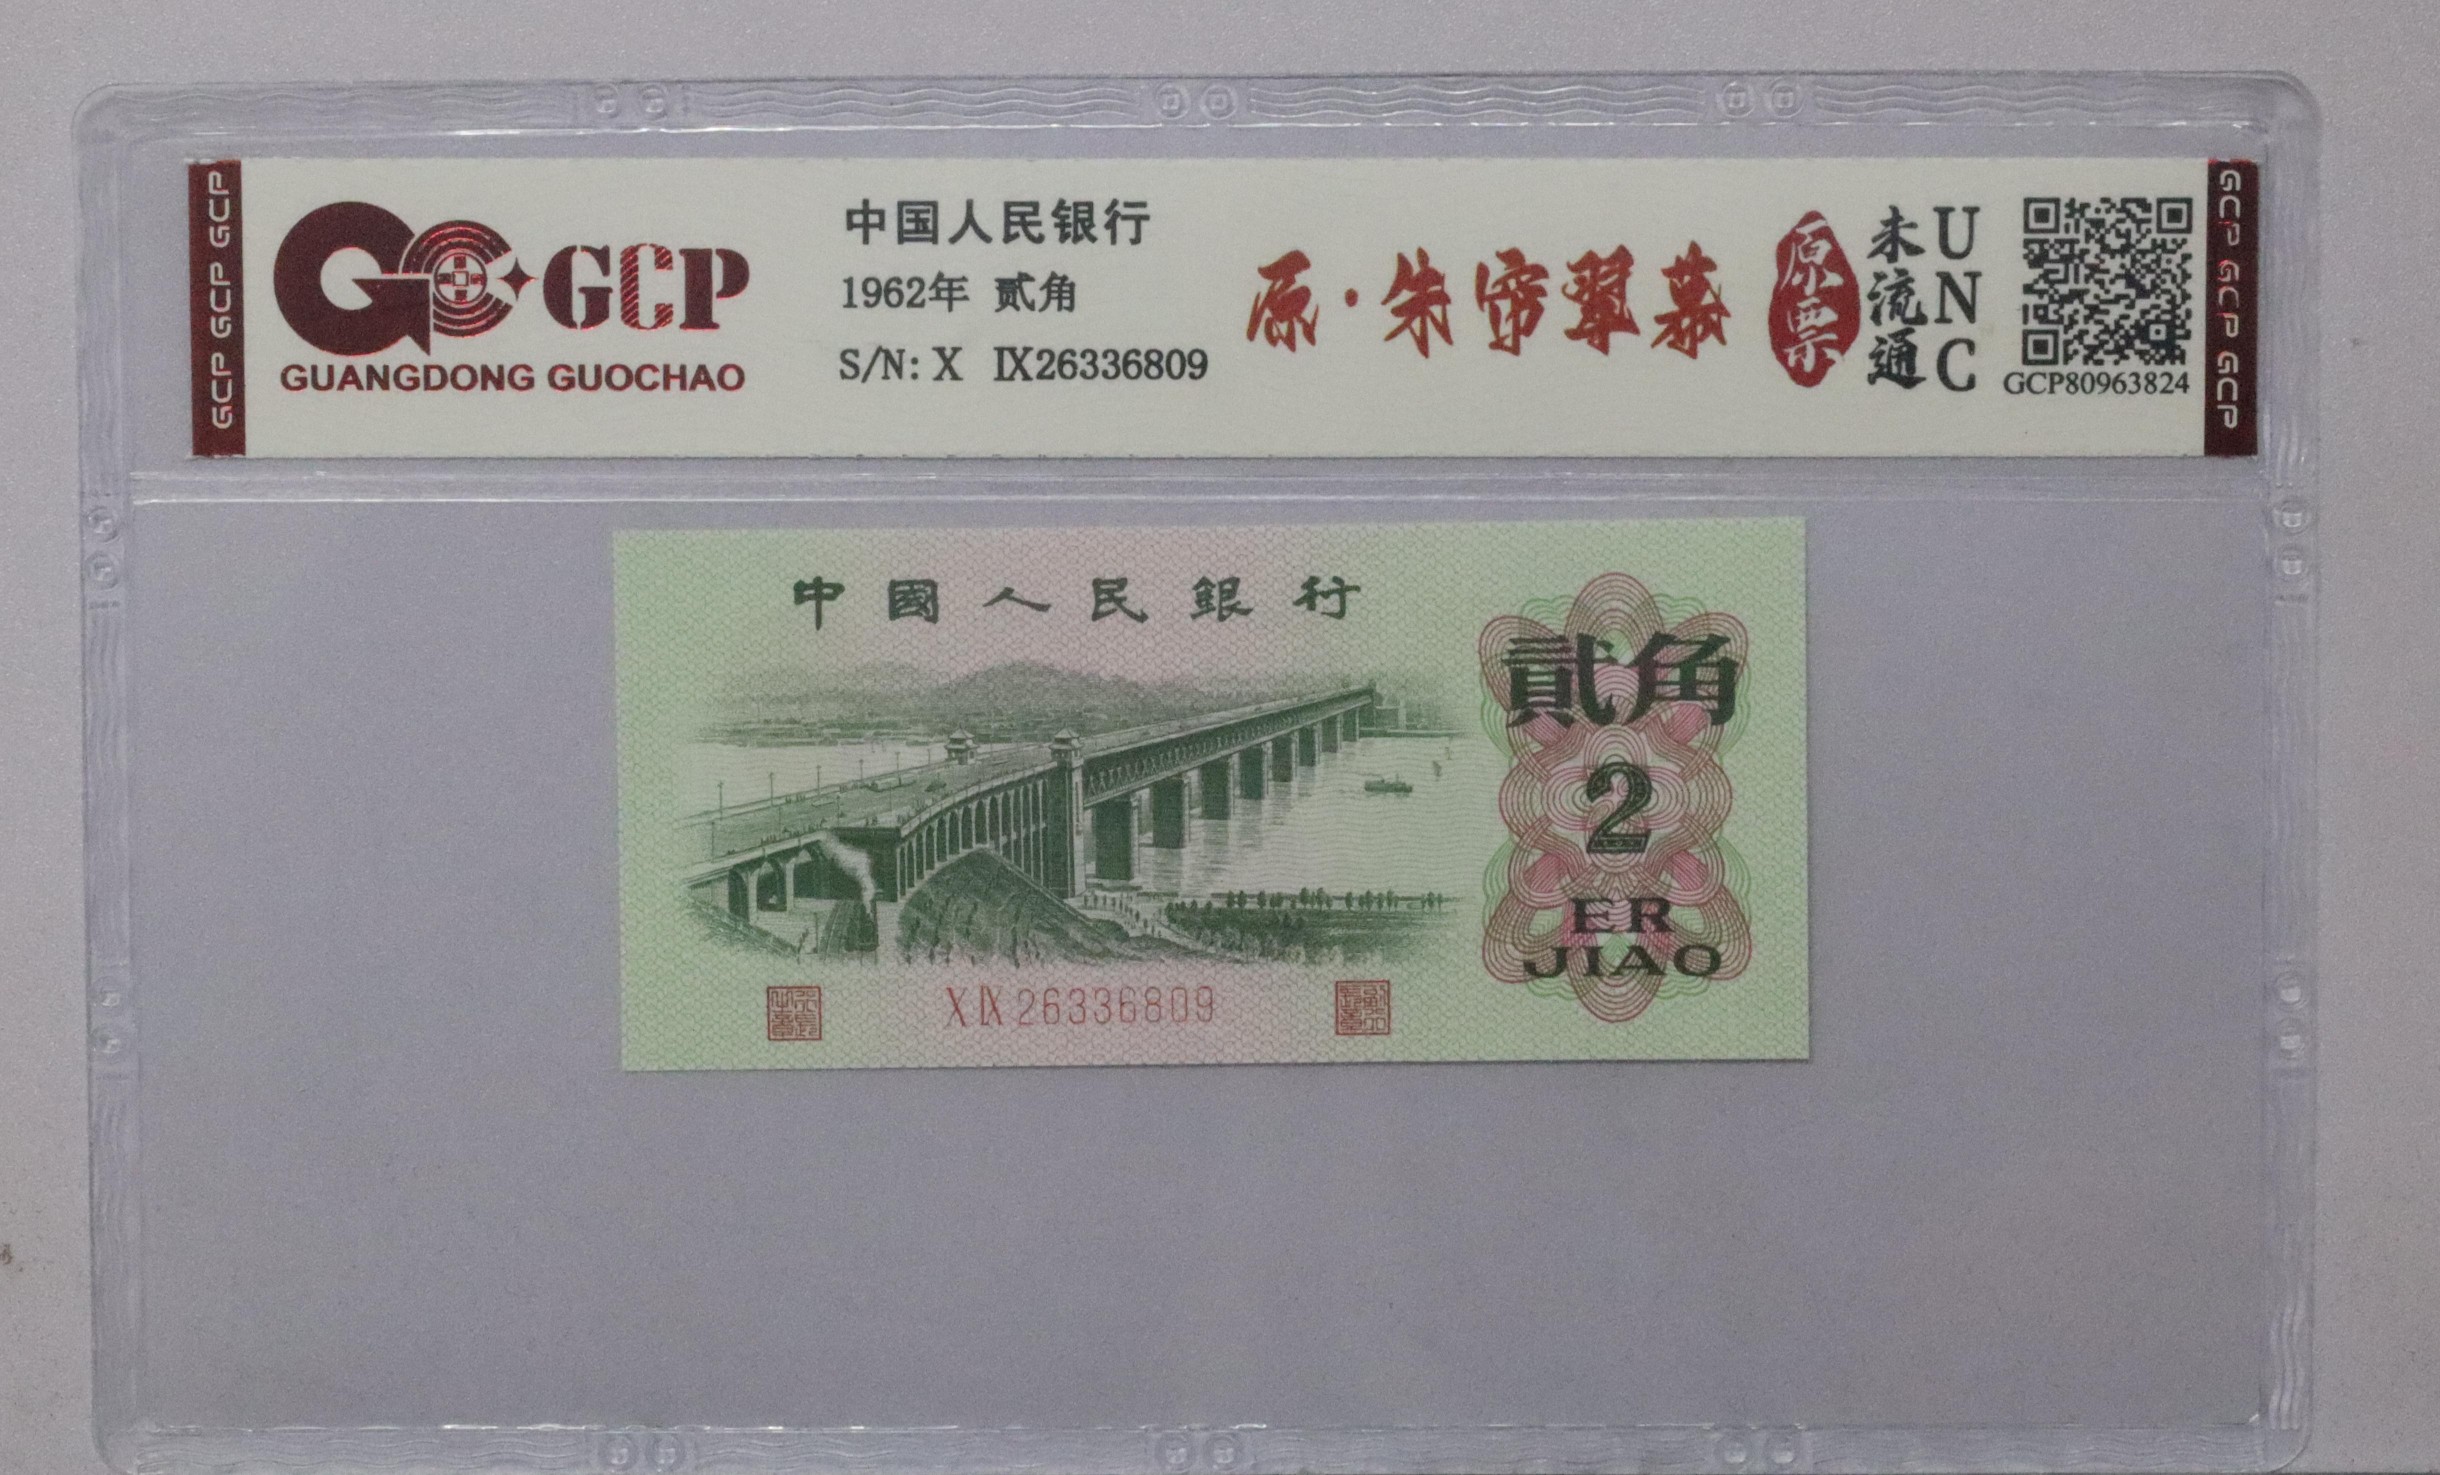 GCP GCP GCP
GCP
GUANGDONG GUOCHAO
中国人民银行
1962年 贰角
S/N: X IX26336809
原·朱帘翠幕
原票
未流通
UNC
GCP80963824
GCP GCP GCP
中國人民銀行
貳角
2
ER
JIAO
X IX 26336809